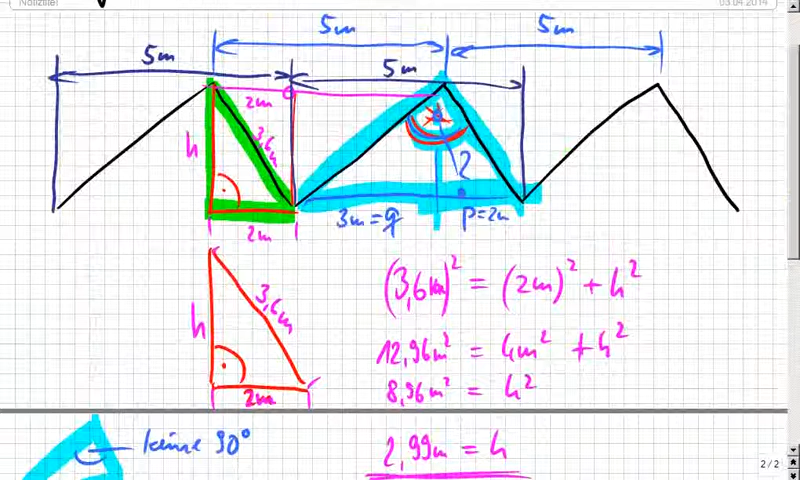 Notiztitel
03.04.2014
5m
5m
5m
5m
2m
3,6m
h
2
3m = q
p = 2m
2m
(3,6m)² = (2m)² + h²
3,6m
h
12,96m² = 4m² + h²
2m
8,96m² = h²
keine 90°
2,99m = h
2 / 2